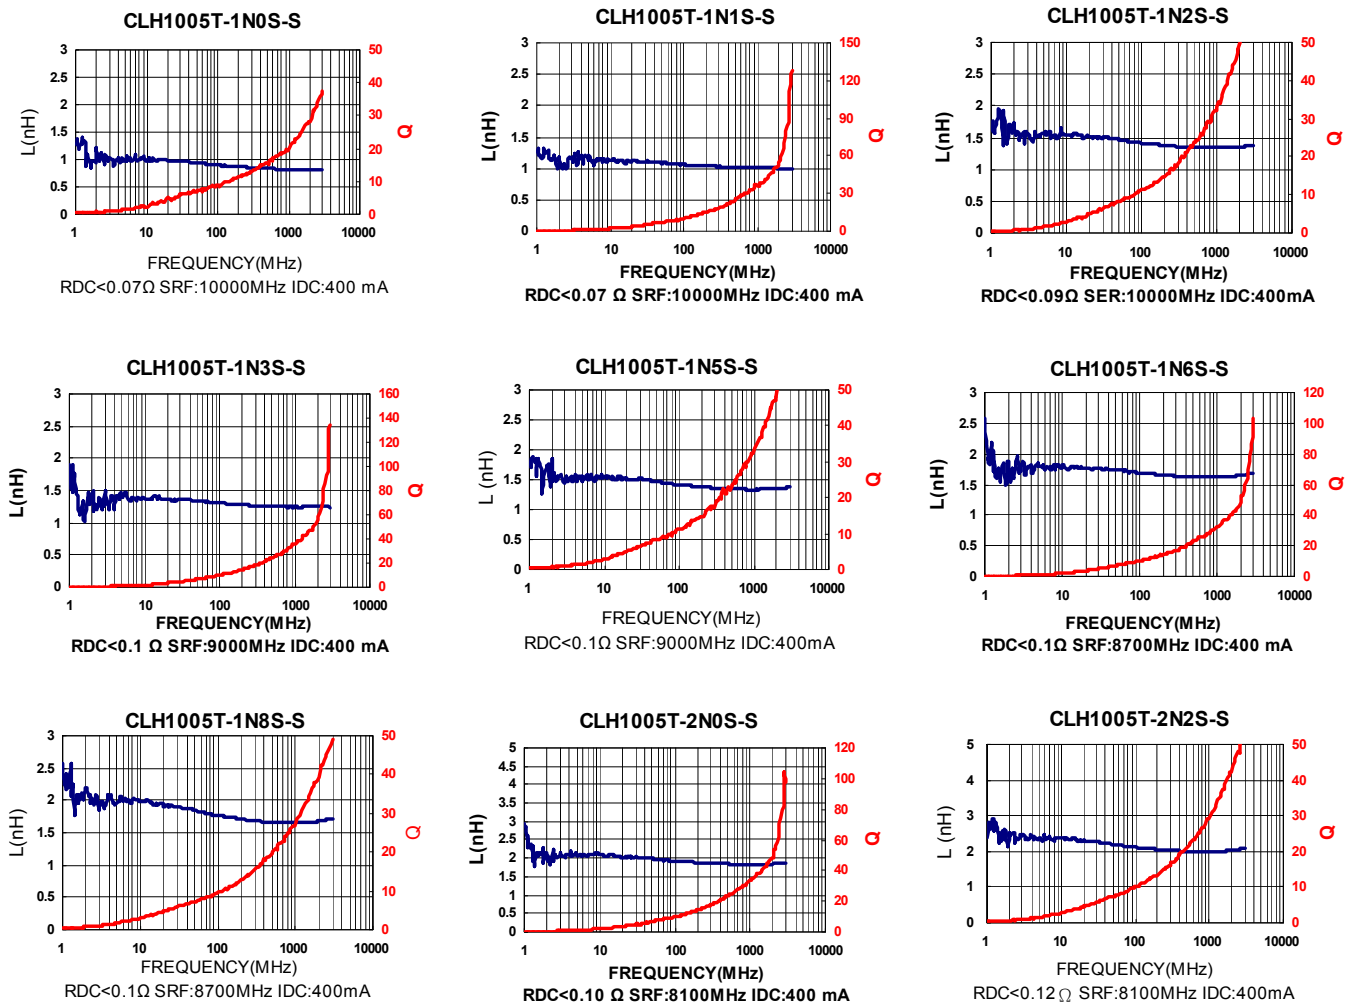 CLH1005T-1N0S-S
3
2.5
2
1.5
1
0.5
0
L(nH)
50
40
30
20
10
0
Q
1 10 100 1000 10000
FREQUENCY(MHz)
RDC<0.07Ω SRF:10000MHz IDC:400 mA
CLH1005T-1N1S-S
3
2.5
2
1.5
1
0.5
0
L(nH)
150
120
90
60
30
0
Q
1 10 100 1000 10000
FREQUENCY(MHz)
RDC<0.07 Ω SRF:10000MHz IDC:400 mA
CLH1005T-1N2S-S
3
2.5
2
1.5
1
0.5
0
L(nH)
50
40
30
20
10
0
Q
1 10 100 1000 10000
FREQUENCY(MHz)
RDC<0.09Ω SER:10000MHz IDC:400mA
CLH1005T-1N3S-S
3
2.5
2
1.5
1
0.5
0
L(nH)
160
140
120
100
80
60
40
20
0
Q
1 10 100 1000 10000
FREQUENCY(MHz)
RDC<0.1 Ω SRF:9000MHz IDC:400 mA
CLH1005T-1N5S-S
3
2.5
2
1.5
1
0.5
0
L (nH)
50
40
30
20
10
0
Q
1 10 100 1000 10000
FREQUENCY(MHz)
RDC<0.1Ω SRF:9000MHz IDC:400mA
CLH1005T-1N6S-S
3
2.5
2
1.5
1
0.5
0
L(nH)
120
100
80
60
40
20
0
Q
1 10 100 1000 10000
FREQUENCY(MHz)
RDC<0.1Ω SRF:8700MHz IDC:400 mA
CLH1005T-1N8S-S
3
2.5
2
1.5
1
0.5
0
L(nH)
50
40
30
20
10
0
Q
1 10 100 1000 10000
FREQUENCY(MHz)
RDC<0.1Ω SRF:8700MHz IDC:400mA
CLH1005T-2N0S-S
5
4.5
4
3.5
3
2.5
2
1.5
1
0.5
0
L(nH)
120
100
80
60
40
20
0
Q
1 10 100 1000 10000
FREQUENCY(MHz)
RDC<0.10 Ω SRF:8100MHz IDC:400 mA
CLH1005T-2N2S-S
5
4
3
2
1
0
L (nH)
50
40
30
20
10
0
Q
1 10 100 1000 10000
FREQUENCY(MHz)
RDC<0.12Ω SRF:8100MHz IDC:400mA